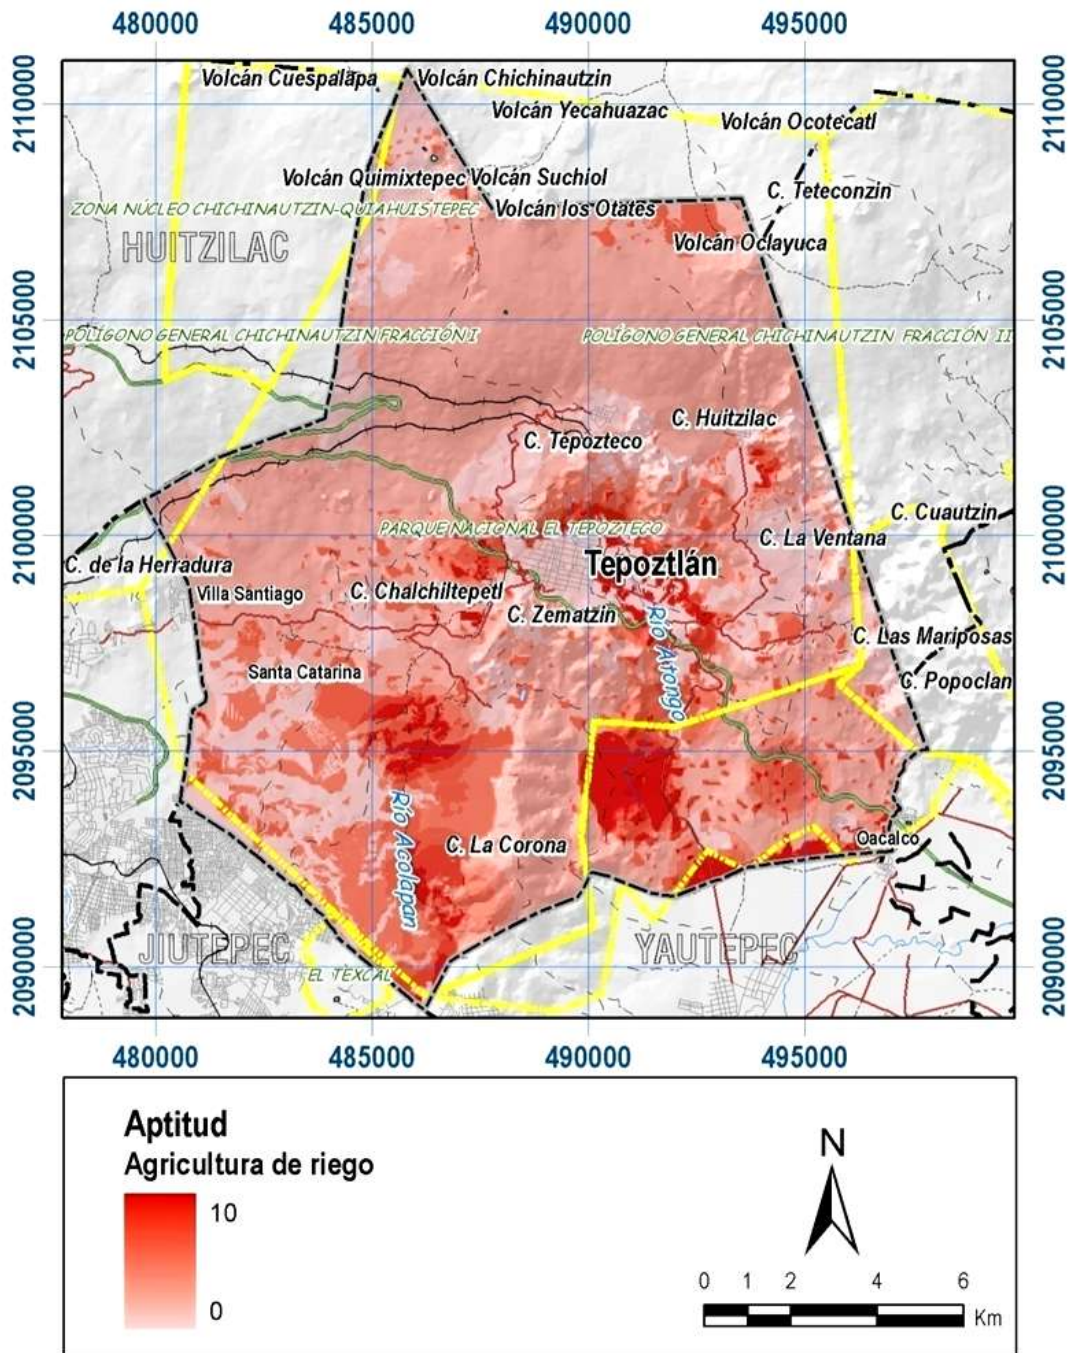 480000 485000 490000 495000
2110000 2110000
Volcán Cuespalapa Volcán Chichinautzin
Volcán Yecahuazac
Volcán Ocotecatl
Volcán Quimixtepec Volcán Suchiol
C. Teteconzin
ZONA NÚCLEO CHICHINAUTZIN-QUIAHUISTEPEC
Volcán los Otates
HUITZILAC
Volcán Oclayuca
2105000 2105000
POLÍGONO GENERAL CHICHINAUTZIN FRACCIÓN I
POLÍGONO GENERAL CHICHINAUTZIN FRACCIÓN II
C. Huitzilac
C. Tepozteco
C. Cuautzin
2100000 2100000
PARQUE NACIONAL EL TEPOZTECO
C. La Ventana
C. de la Herradura
Tepoztlán
Villa Santiago
C. Chalchiltepetl
C. Zematzin
Río Atongo
C. Las Mariposas
Santa Catarina
C. Popoclan
2095000 2095000
Río Acolapan
C. La Corona
Oacalco
JIUTEPEC
YAUTEPEC
EL TEXCAL
2090000 2090000
480000 485000 490000 495000
Aptitud
Agricultura de riego
10
0
N
0 1 2 4 6
Km